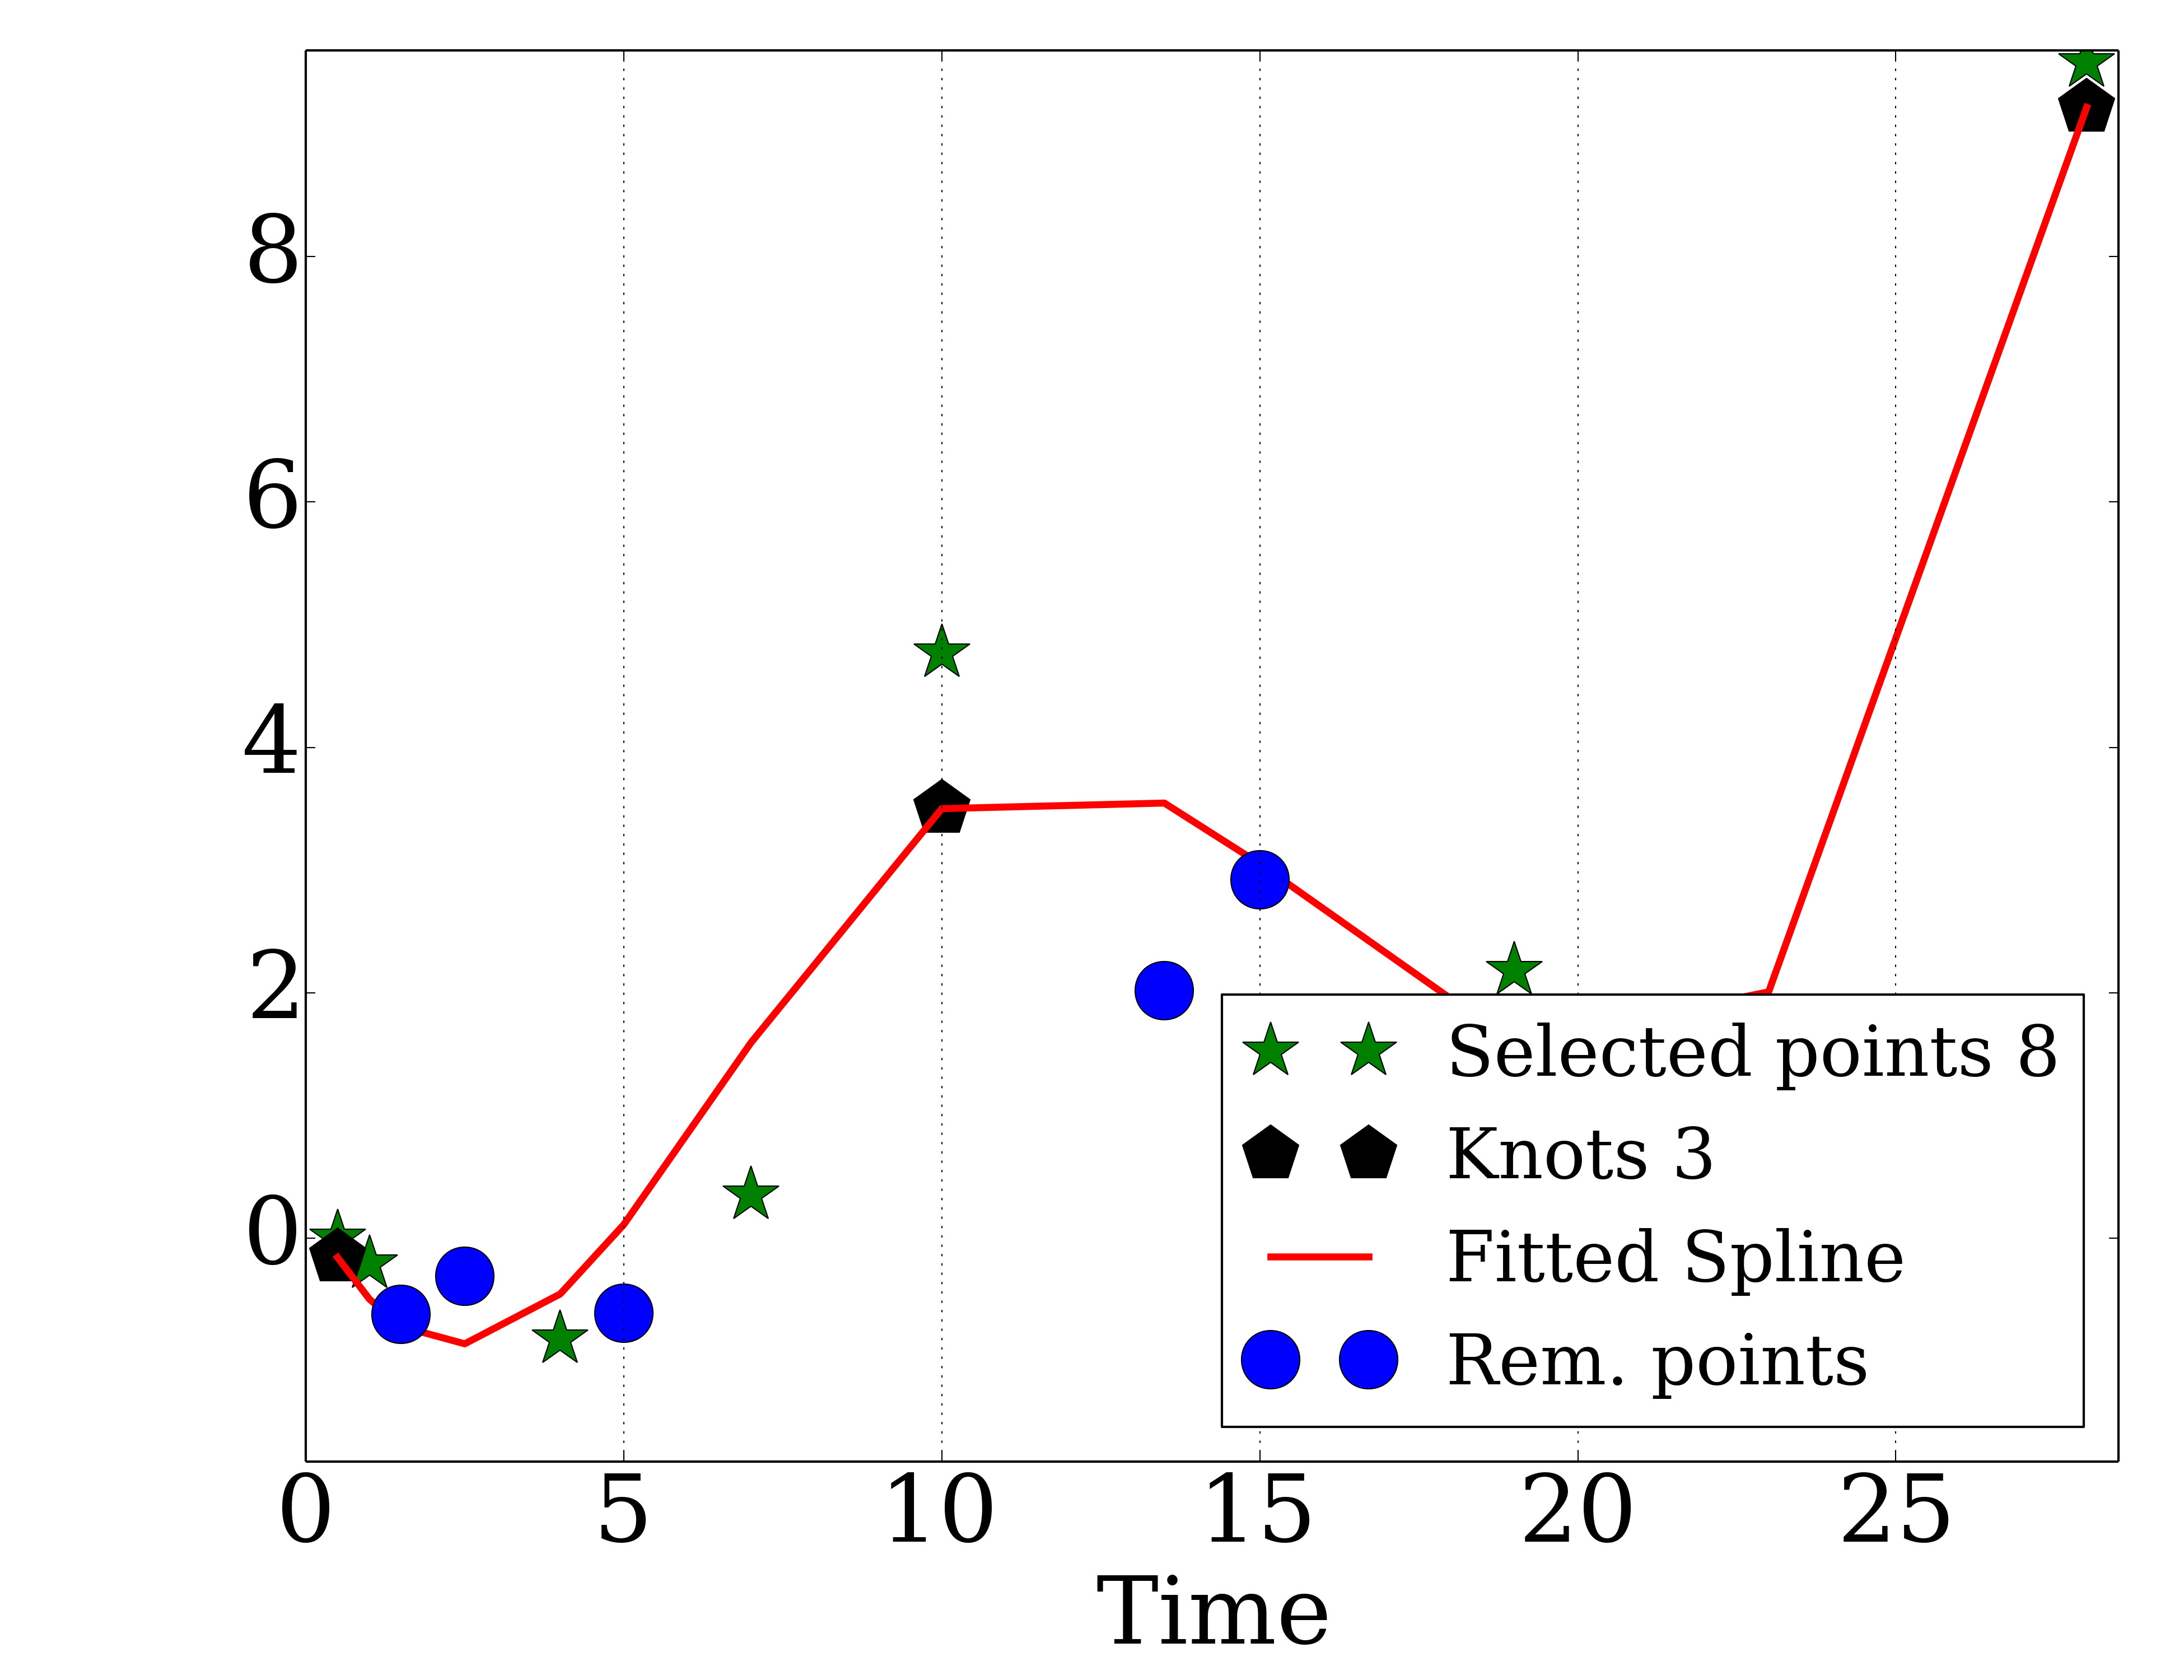 8
6
4
2
0
Selected points 8
Knots 3
Fitted Spline
Rem. points
0 5 10 15 20 25
Time